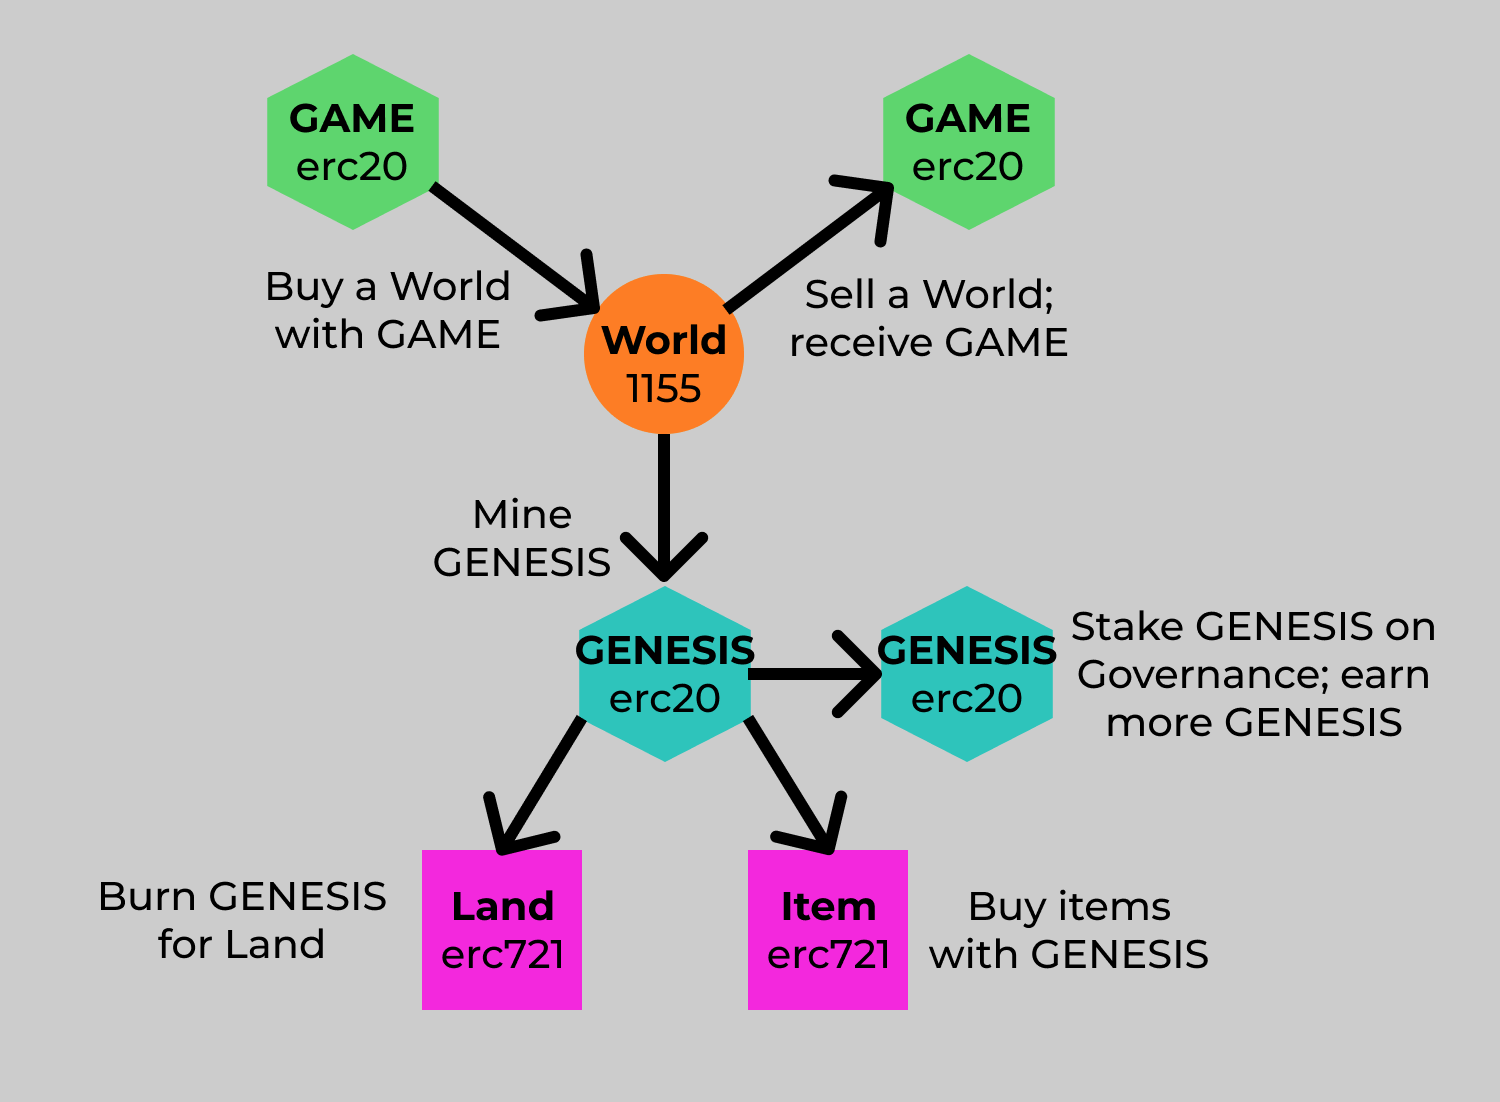 GAME
erc20
GAME
erc20
Buy a World
with GAME
Sell a World;
receive GAME
World
1155
Mine
GENESIS
GENESIS
erc20
GENESIS
erc20
Stake GENESIS on
Governance; earn
more GENESIS
Burn GENESIS
for Land
Land
erc721
Item
erc721
Buy items
with GENESIS